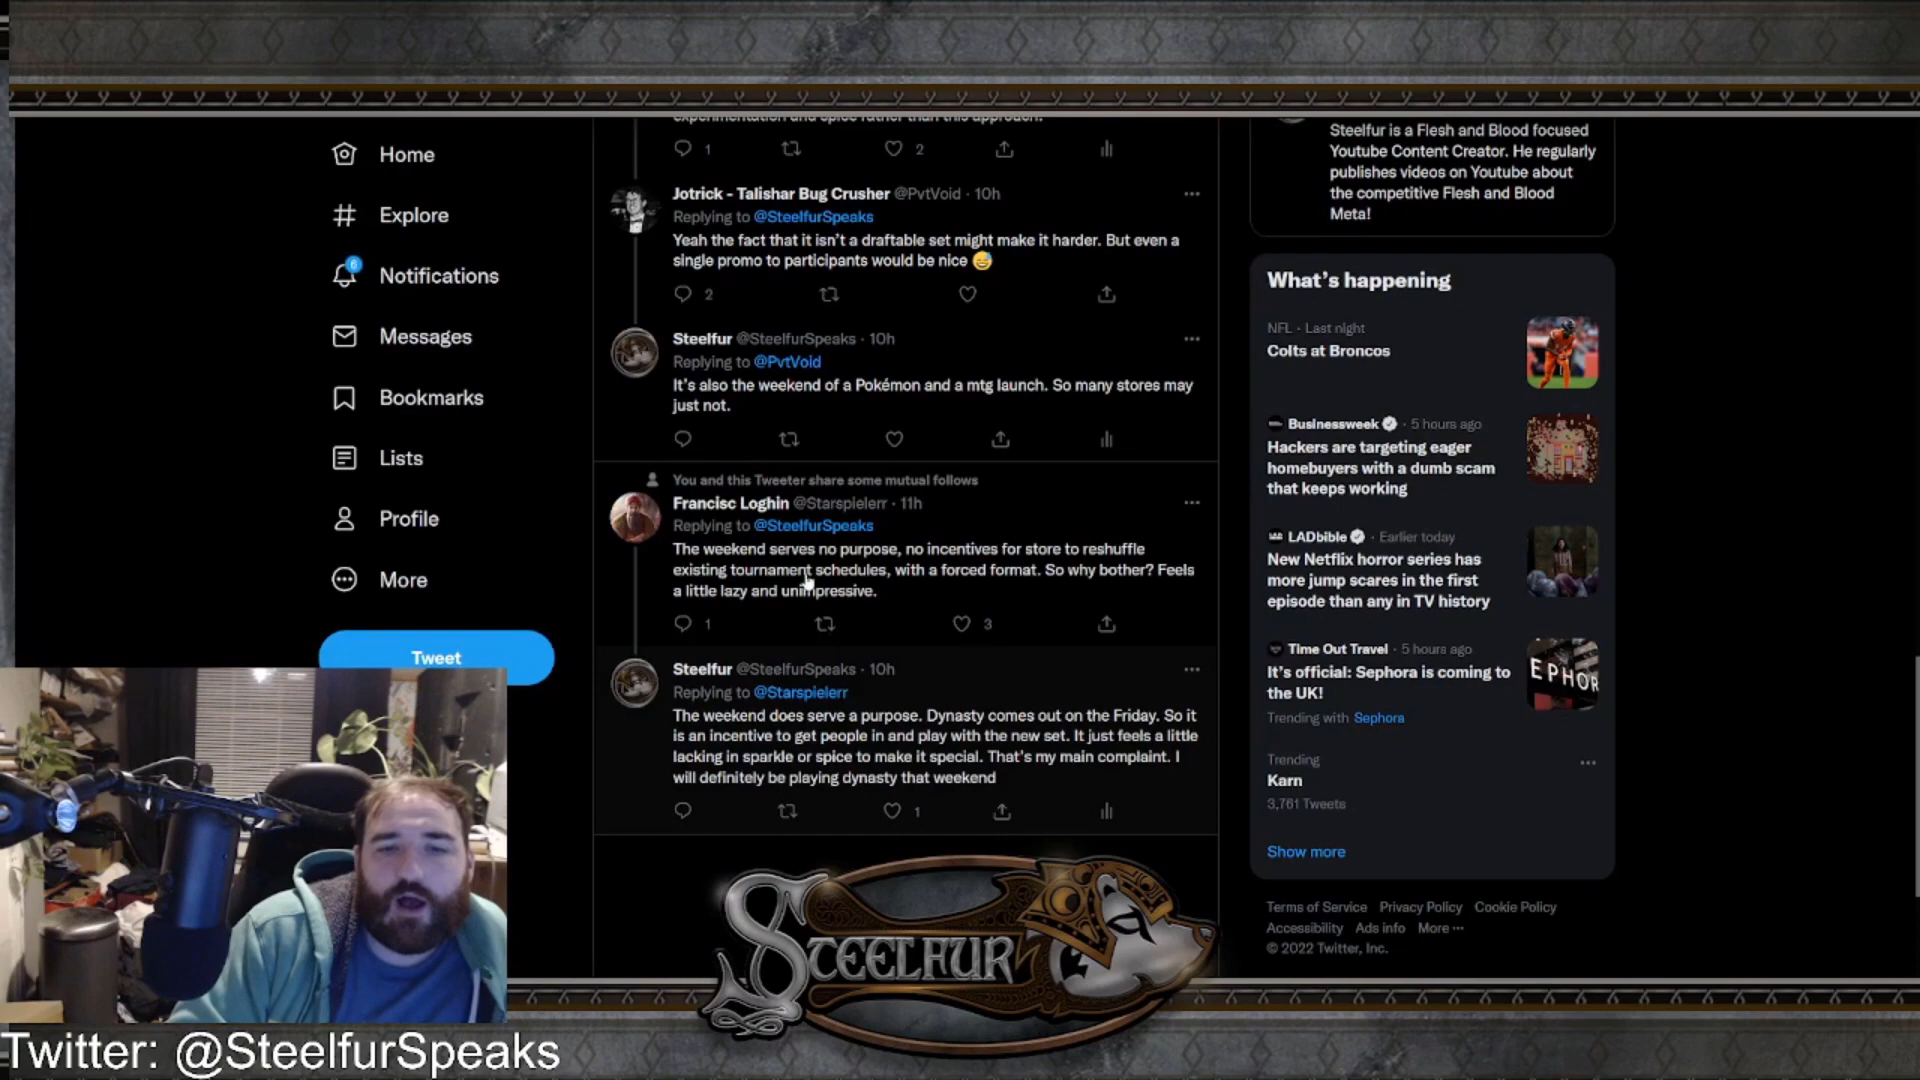 experimentation and spice rather than this approach.
1
2
Home
Explore
6
Notifications
Messages
Bookmarks
Lists
Profile
More
Tweet
Jotrick - Talishar Bug Crusher @PvtVoid · 10h
Replying to @SteelfurSpeaks
Yeah the fact that it isn't a draftable set might make it harder. But even a
single promo to participants would be nice 😅
2
Steelfur @SteelfurSpeaks · 10h
Replying to @PvtVoid
It's also the weekend of a Pokémon and a mtg launch. So many stores may
just not.
You and this Tweeter share some mutual follows
Francisc Loghin @Starspielerr · 11h
Replying to @SteelfurSpeaks
The weekend serves no purpose, no incentives for store to reshuffle
existing tournament schedules, with a forced format. So why bother? Feels
a little lazy and unimpressive.
1
3
Steelfur @SteelfurSpeaks · 10h
Replying to @Starspielerr
The weekend does serve a purpose. Dynasty comes out on the Friday. So it
is an incentive to get people in and play with the new set. It just feels a little
lacking in sparkle or spice to make it special. That's my main complaint. I
will definitely be playing dynasty that weekend
1
Steelfur is a Flesh and Blood focused
Youtube Content Creator. He regularly
publishes videos on Youtube about
the competitive Flesh and Blood
Meta!
What's happening
NFL · Last night
Colts at Broncos
Businessweek · 5 hours ago
Hackers are targeting eager
homebuyers with a dumb scam
that keeps working
LADbible · Earlier today
New Netflix horror series has
more jump scares in the first
episode than any in TV history
Time Out Travel · 5 hours ago
It's official: Sephora is coming to
the UK!
EPHOR
Trending with Sephora
Trending
Karn
3,761 Tweets
Show more
Terms of Service Privacy Policy Cookie Policy
Accessibility Ads info More ···
© 2022 Twitter, Inc.
STEELFUR
Twitter: @SteelfurSpeaks